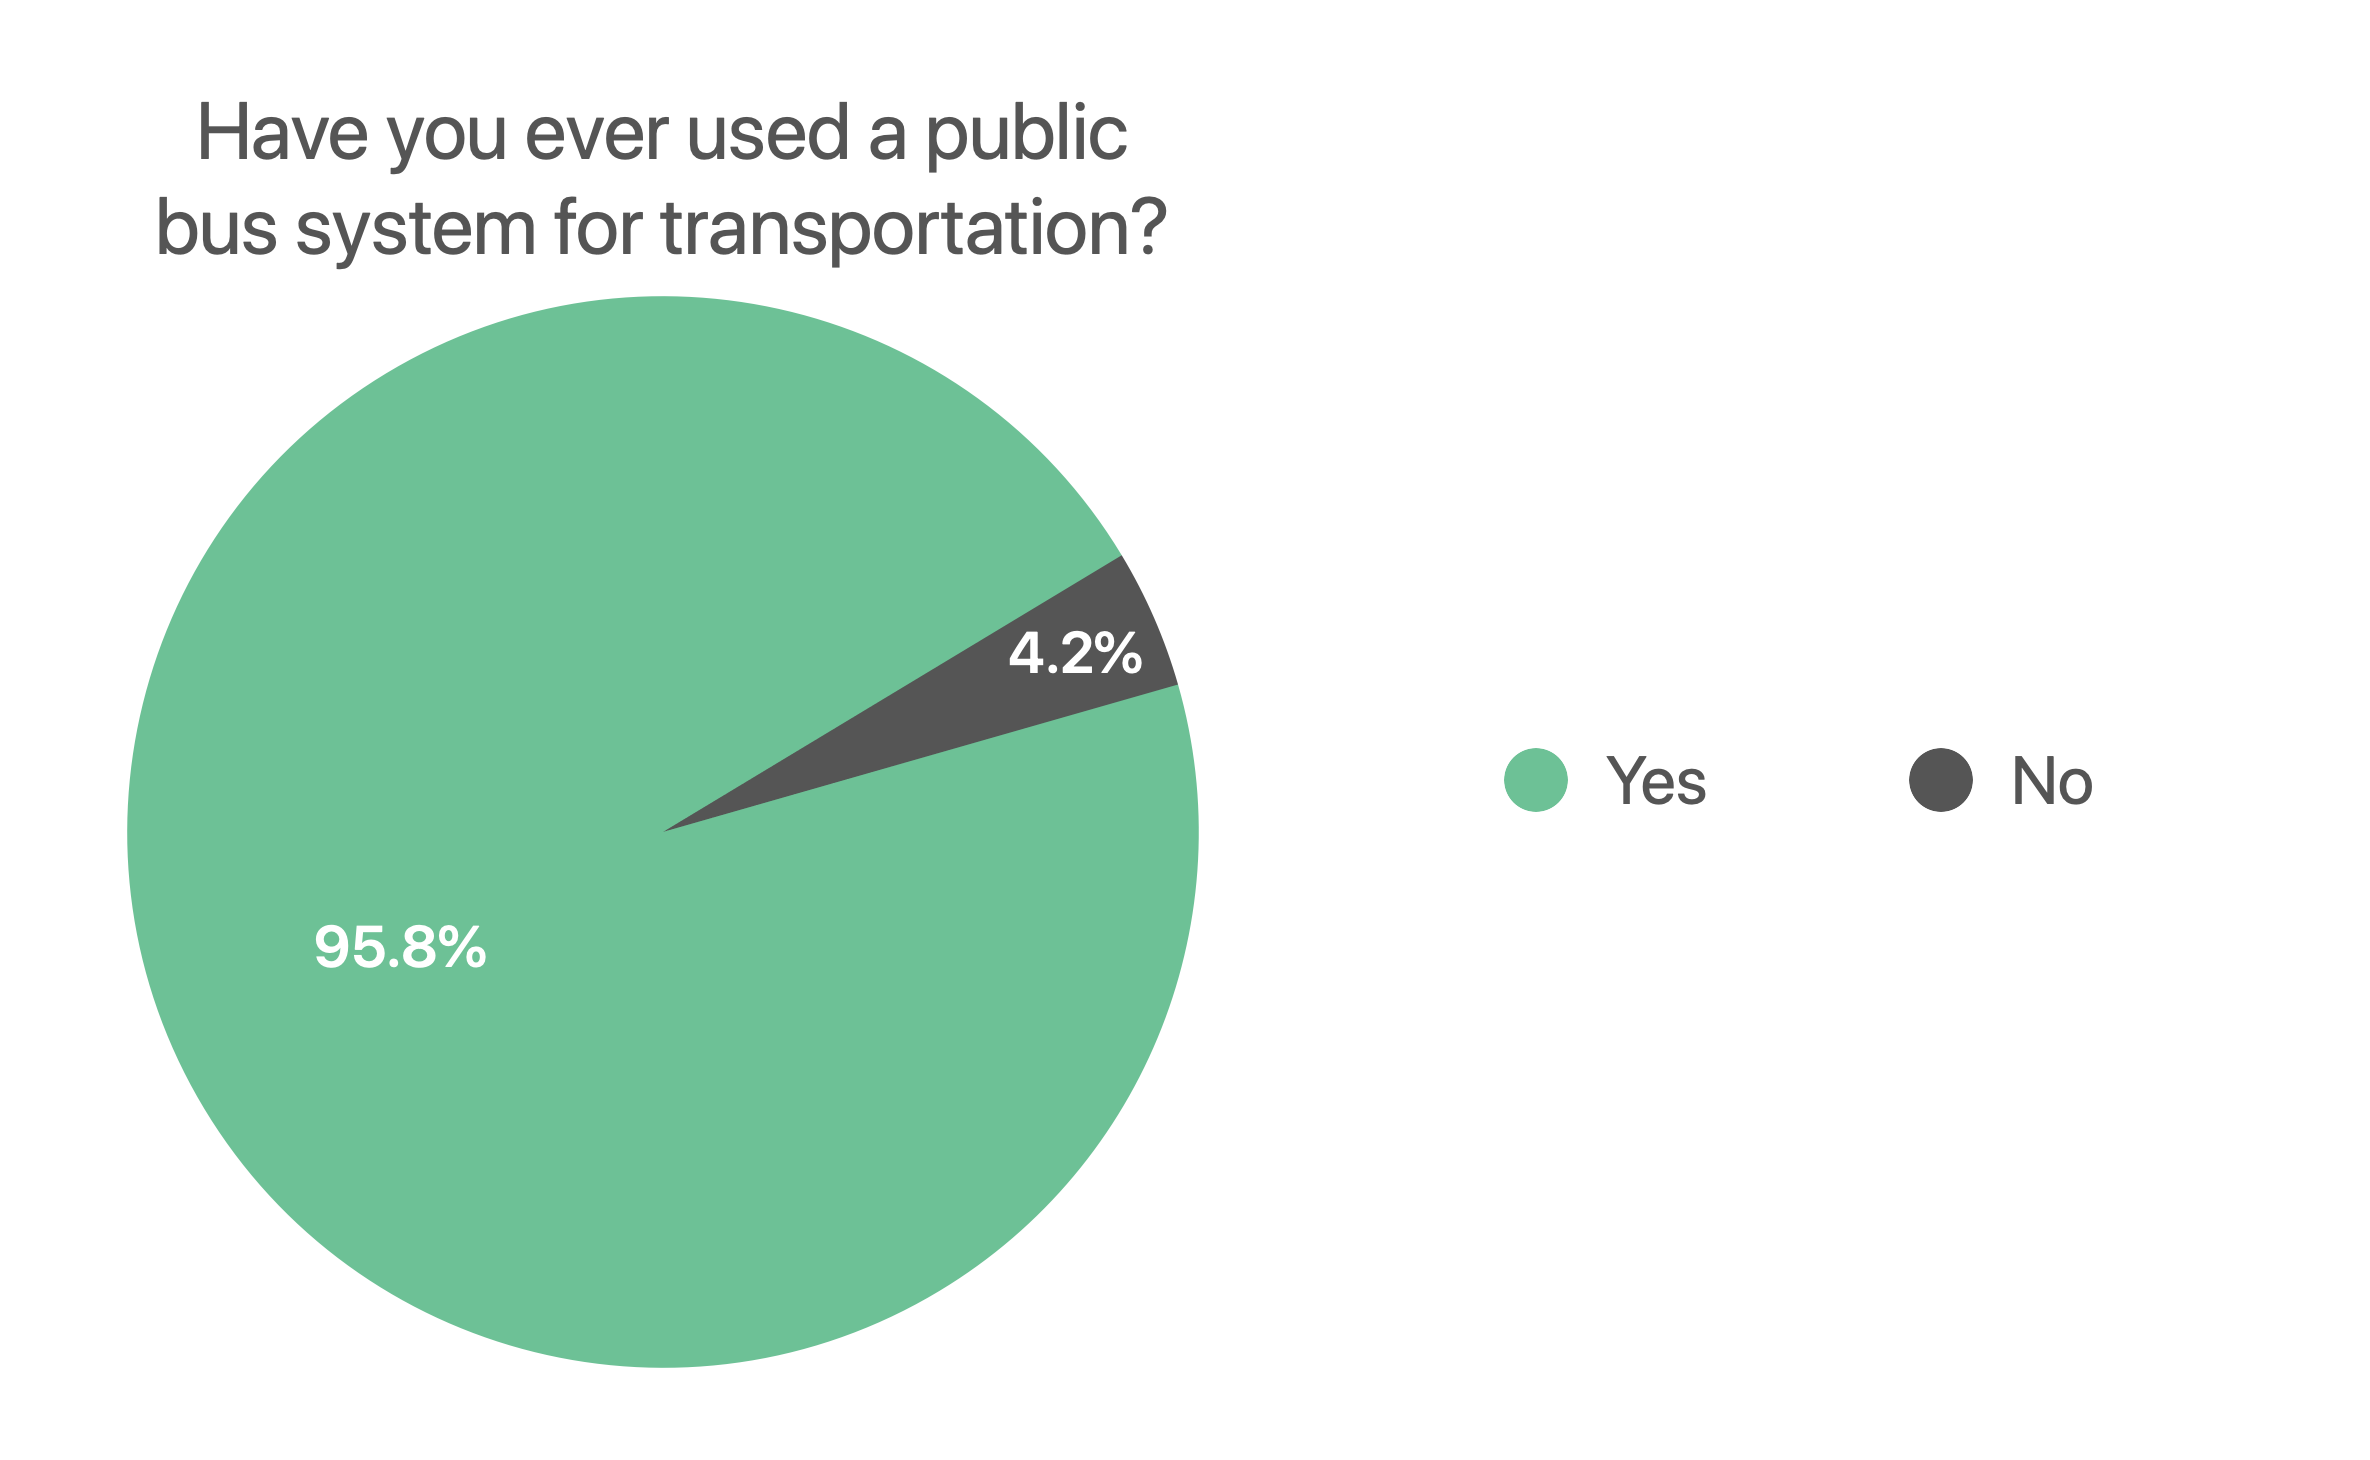 Have you ever used a public
bus system for transportation?
4.2%
95.8%
Yes
No